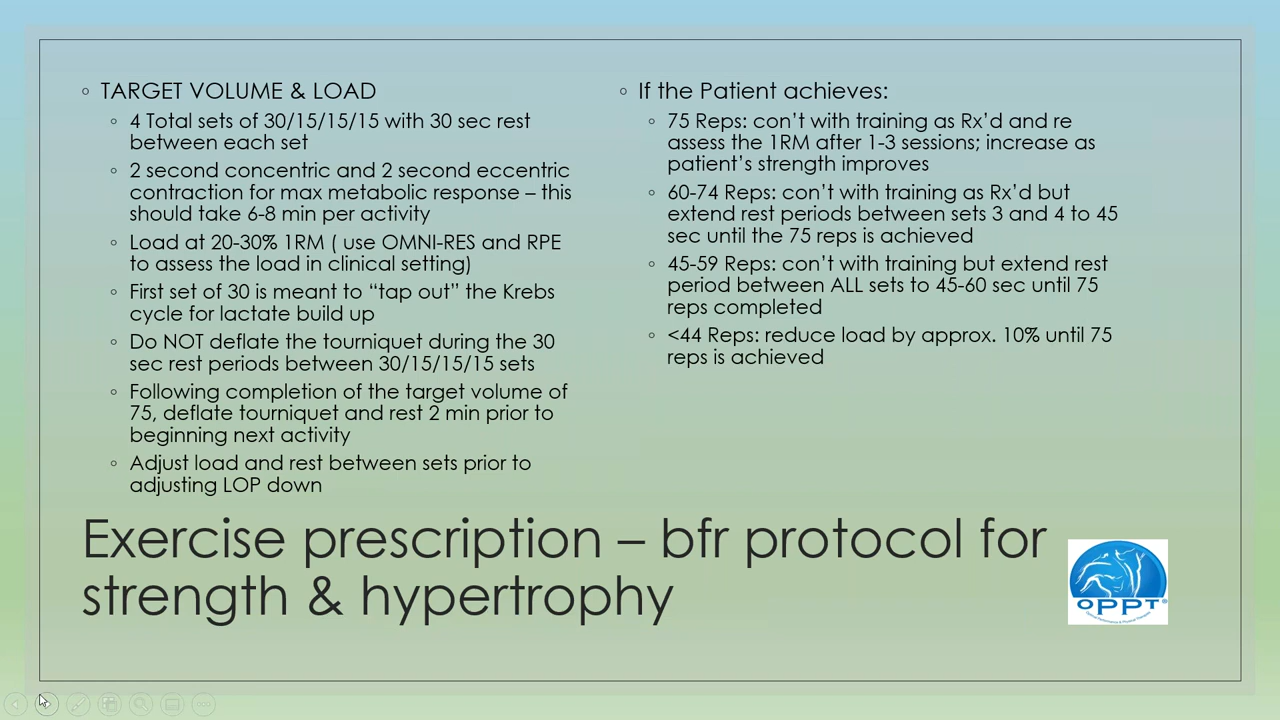 ◦ TARGET VOLUME & LOAD
◦ 4 Total sets of 30/15/15/15 with 30 sec rest
between each set
◦ 2 second concentric and 2 second eccentric
contraction for max metabolic response – this
should take 6-8 min per activity
◦ Load at 20-30% 1RM ( use OMNI-RES and RPE
to assess the load in clinical setting)
◦ First set of 30 is meant to “tap out” the Krebs
cycle for lactate build up
◦ Do NOT deflate the tourniquet during the 30
sec rest periods between 30/15/15/15 sets
◦ Following completion of the target volume of
75, deflate tourniquet and rest 2 min prior to
beginning next activity
◦ Adjust load and rest between sets prior to
adjusting LOP down
◦ If the Patient achieves:
◦ 75 Reps: con’t with training as Rx’d and re
assess the 1RM after 1-3 sessions; increase as
patient’s strength improves
◦ 60-74 Reps: con’t with training as Rx’d but
extend rest periods between sets 3 and 4 to 45
sec until the 75 reps is achieved
◦ 45-59 Reps: con’t with training but extend rest
period between ALL sets to 45-60 sec until 75
reps completed
◦ <44 Reps: reduce load by approx. 10% until 75
reps is achieved
Exercise prescription – bfr protocol for
strength & hypertrophy
OPPT®